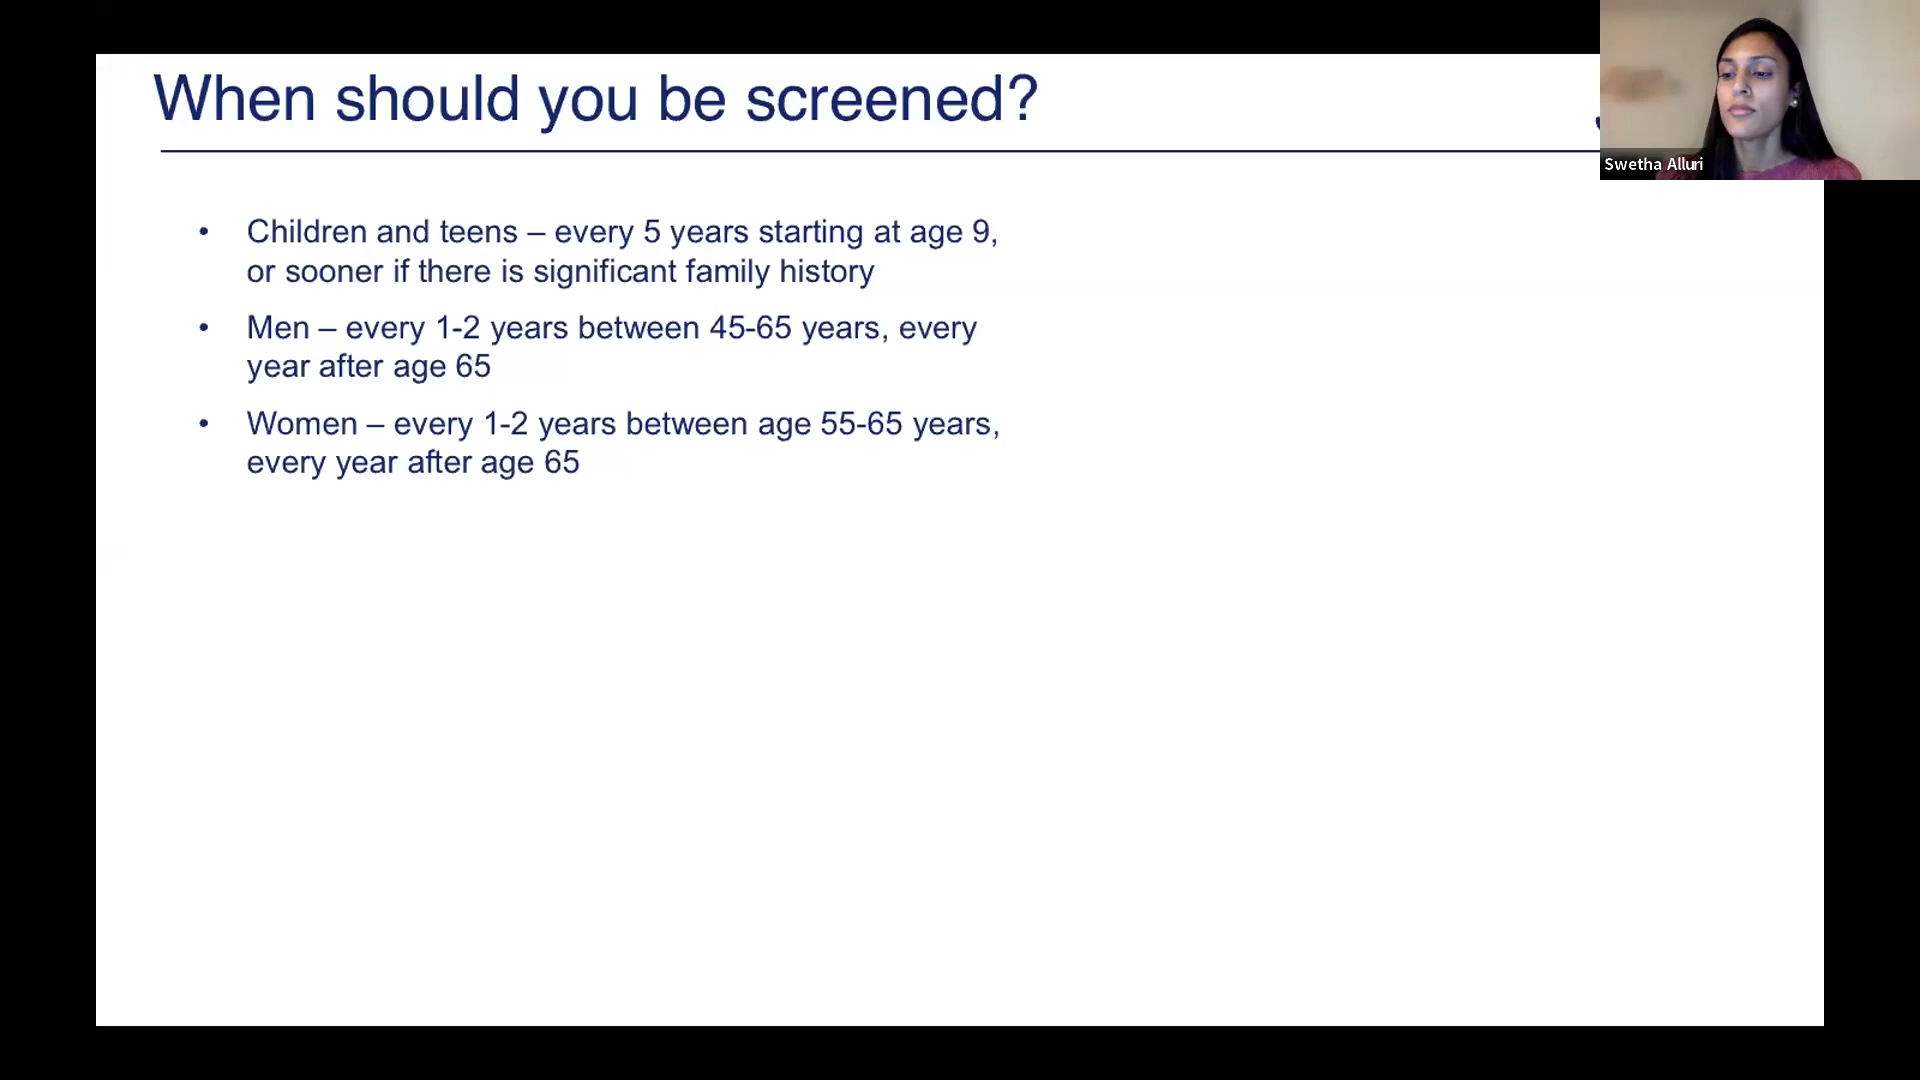 When should you be screened?
Swetha Alluri
• Children and teens – every 5 years starting at age 9,
or sooner if there is significant family history
• Men – every 1-2 years between 45-65 years, every
year after age 65
• Women – every 1-2 years between age 55-65 years,
every year after age 65